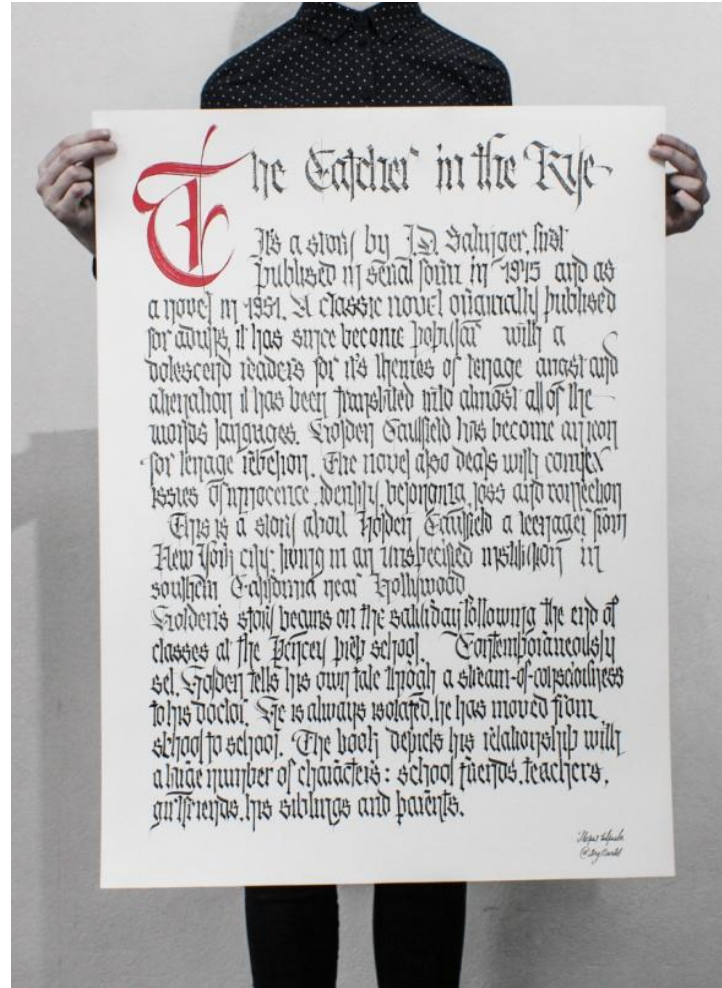 The Catcher in the Rye
It's a story by J.D. Salinger, first
published in serial form in 1945 and as
a novel in 1951. A classic novel originally publised
for adults, it has since become popular with a
dolescend readers for it's themes of tenage angst and
alienation it has been translated into almost all of the
words languages. Holden Caulfield has become an icon
for tenage rebelion. The novel also deals with complex
issues of innocence, identity, belonging, loss and connection
This is a story about Holden Caulfield a teenager from
New York city; living in an unspecified institution in
southern California near Hollywood
Holden's story begins on the saturday following the end of
classes at the Pencey prep school Contemporaneously
set, Holden tells his own tale throgh a stream-of-consciousness
to his doctor. He is always isolated, he has moved from
school to school. The book depicts his relationship with
a huge number of characters: school friends, teachers,
girlfriends, his siblings and parents.